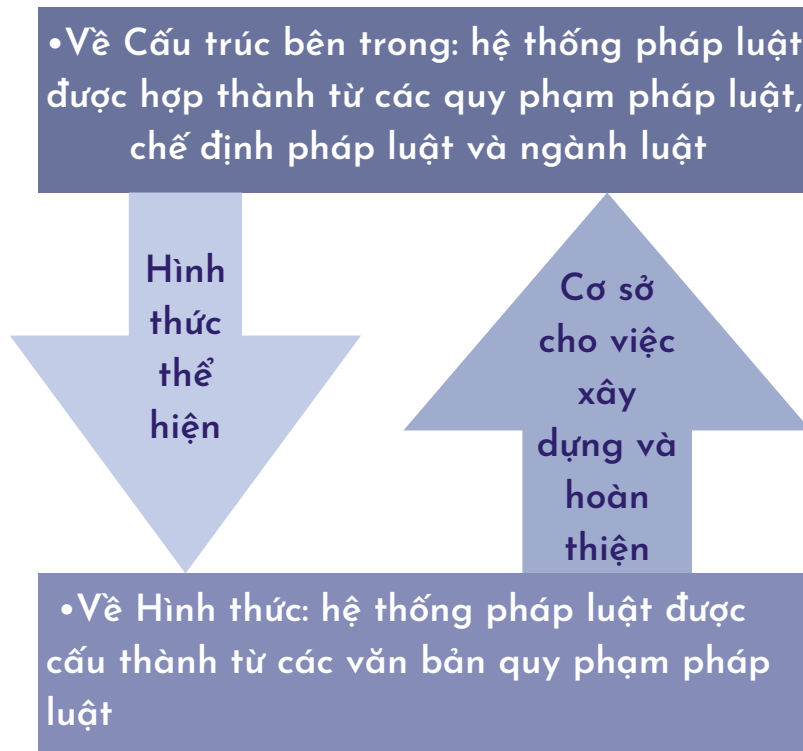 •Về Cấu trúc bên trong: hệ thống pháp luật
được hợp thành từ các quy phạm pháp luật,
chế định pháp luật và ngành luật
Hình
thức
thể
hiện
Cơ sở
cho việc
xây
dựng và
hoàn
thiện
•Về Hình thức: hệ thống pháp luật được
cấu thành từ các văn bản quy phạm pháp
luật